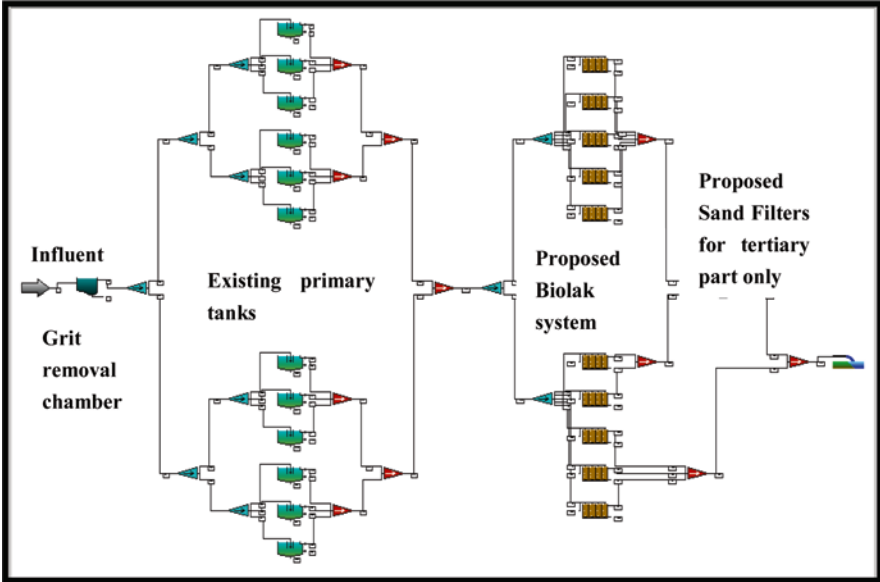 Influent
Grit
removal
chamber
Existing primary
tanks
Proposed
Biolak
system
Proposed
Sand Filters
for tertiary
part only